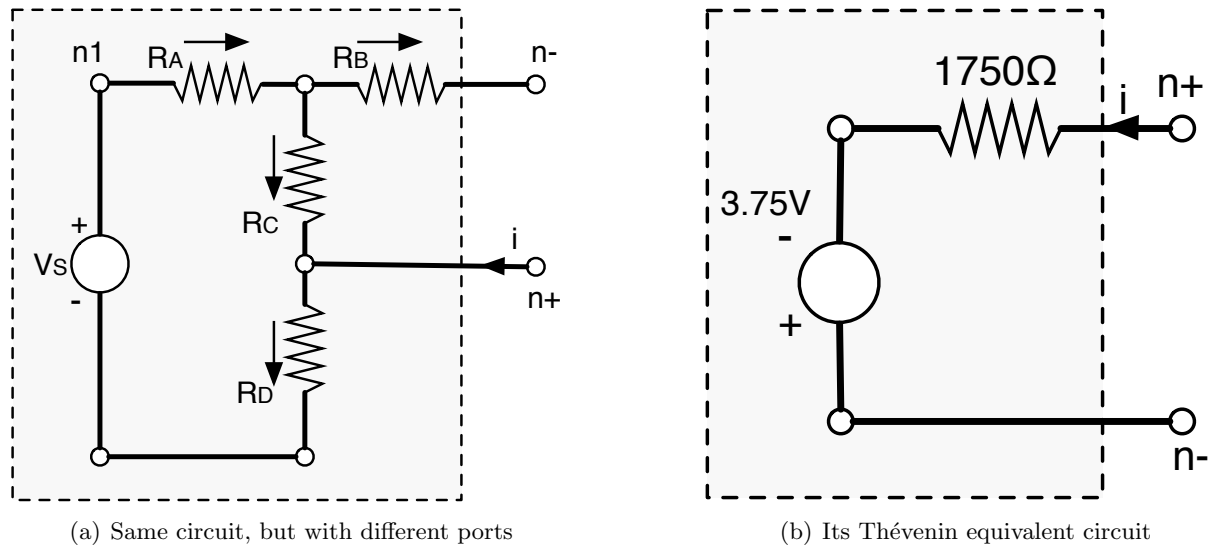 n1
RA
RB
n-
RC
+
VS
-
i
n+
RD
(a) Same circuit, but with different ports
1750Ω
i
n+
3.75V
-
+
n-
(b) Its Thévenin equivalent circuit